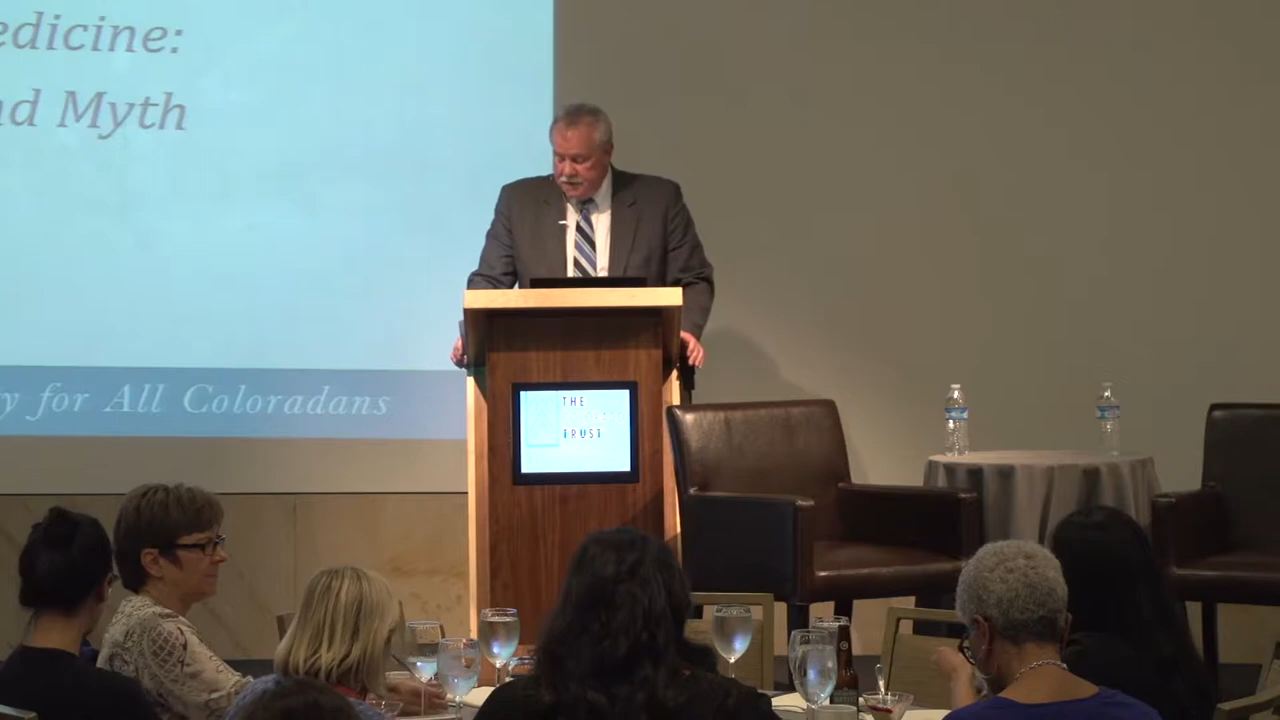 edicine:
nd Myth
y for All Coloradans
THE
TRUST